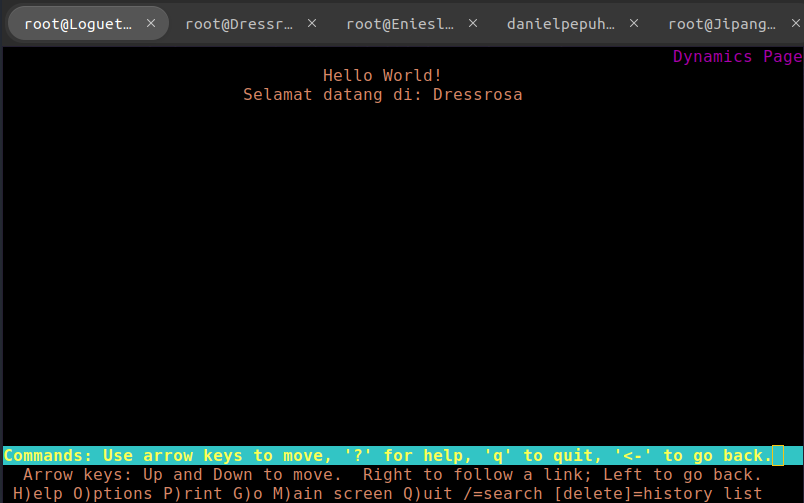 root@Loguet... × root@Dressr... × root@Eniesl... × danielpepuh... × root@Jipang... ×
Dynamics Page
Hello World!
Selamat datang di: Dressrosa
Commands: Use arrow keys to move, '?' for help, 'q' to quit, '<-' to go back.
Arrow keys: Up and Down to move.  Right to follow a link; Left to go back.
H)elp O)ptions P)rint G)o M)ain screen Q)uit /=search [delete]=history list